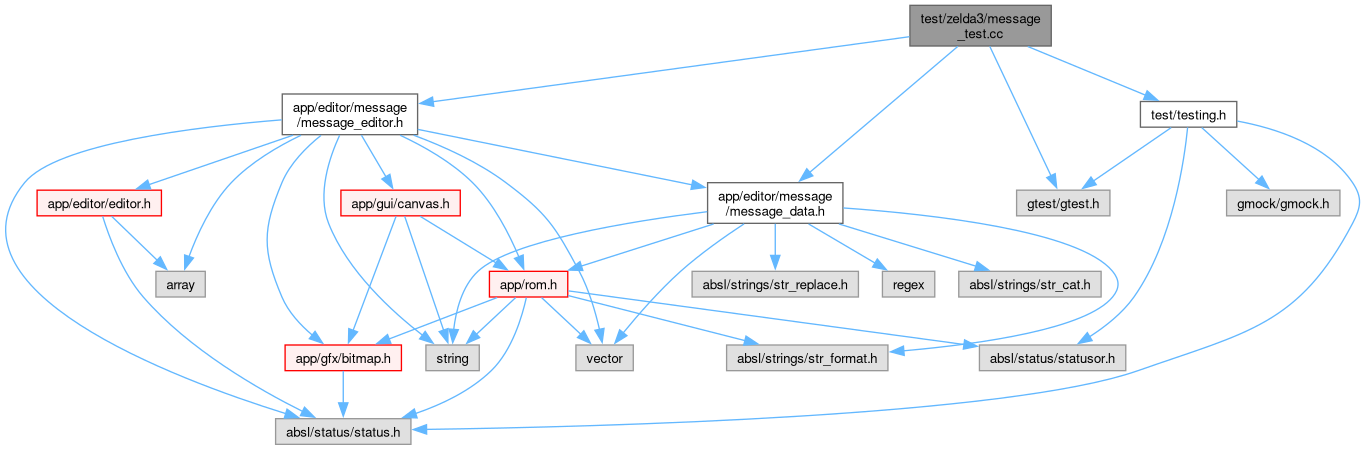 test/zelda3/message
_test.cc
app/editor/message
/message_editor.h
test/testing.h
app/editor/editor.h
app/gui/canvas.h
app/editor/message
/message_data.h
gtest/gtest.h
gmock/gmock.h
array
app/rom.h
absl/strings/str_replace.h
regex
absl/strings/str_cat.h
app/gfx/bitmap.h
string
vector
absl/strings/str_format.h
absl/status/statusor.h
absl/status/status.h